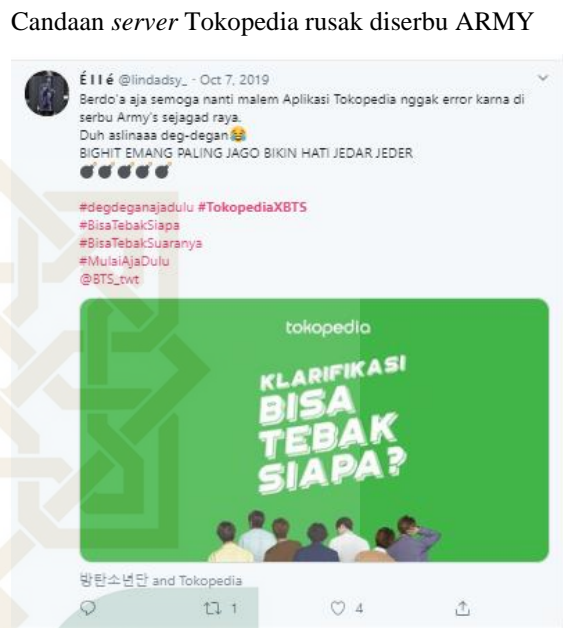 Candaan server Tokopedia rusak diserbu ARMY
É l l é @lindadsy_ · Oct 7, 2019
Berdo'a aja semoga nanti malem Aplikasi Tokopedia nggak error karna di
serbu Army's sejagad raya.
Duh aslinaaa deg-degan😂
BIGHIT EMANG PALING JAGO BIKIN HATI JEDAR JEDER
💣💣💣💣💣
#degdeganajadulu #TokopediaXBTS
#BisaTebakSiapa
#BisaTebakSuaranya
#MulaiAjaDulu
@BTS_twt
tokopedia
KLARIFIKASI
BISA
TEBAK
SIAPA?
방탄소년단 and Tokopedia
1 4